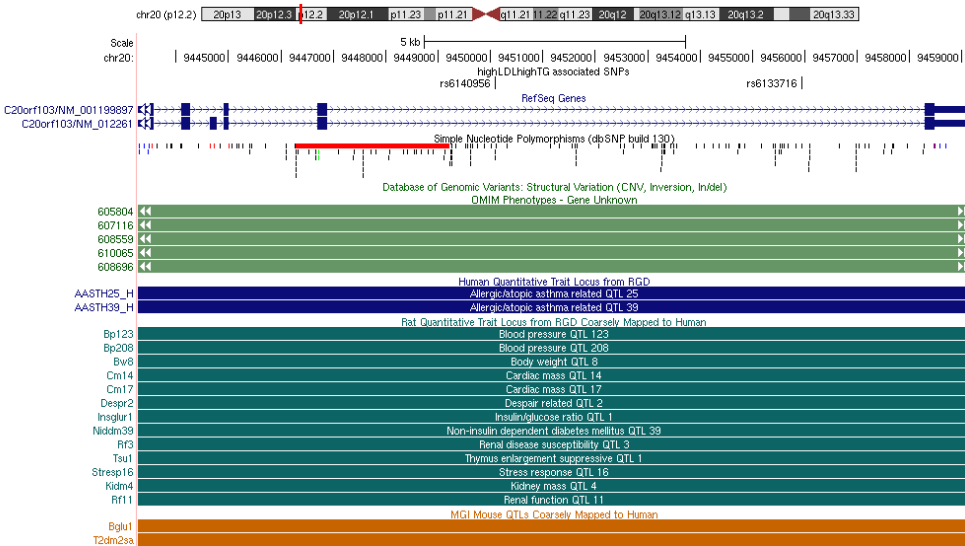 chr20 (p12.2) 20p13 20p12.3 p12.2 20p12.1 p11.23 p11.21 q11.21 11.22 q11.23 20q12 20q13.12 q13.13 20q13.2 20q13.33
Scale 5 kb
chr20: 9445000 9446000 9447000 9448000 9449000 9450000 9451000 9452000 9453000 9454000 9455000 9456000 9457000 9458000 9459000
highLDLhighTG associated SNPs
rs6140956 rs6133716
RefSeq Genes
C20orf103/NM_001199897
C20orf103/NM_012261
Simple Nucleotide Polymorphisms (dbSNP build 130)
Database of Genomic Variants: Structural Variation (CNV, Inversion, In/del)
OMIM Phenotypes - Gene Unknown
605804
607116
608559
610065
608696
Human Quantitative Trait Locus from RGD
AASTH25_H Allergic/atopic asthma related QTL 25
AASTH39_H Allergic/atopic asthma related QTL 39
Rat Quantitative Trait Locus from RGD Coarsely Mapped to Human
Bp123 Blood pressure QTL 123
Bp208 Blood pressure QTL 208
Bw8 Body weight QTL 8
Cm14 Cardiac mass QTL 14
Cm17 Cardiac mass QTL 17
Despr2 Despair related QTL 2
Insglur1 Insulin/glucose ratio QTL 1
Niddm39 Non-insulin dependent diabetes mellitus QTL 39
Rf3 Renal disease susceptibility QTL 3
Tsu1 Thymus enlargement suppressive QTL 1
Stresp16 Stress response QTL 16
Kidm4 Kidney mass QTL 4
Rf11 Renal function QTL 11
MGI Mouse QTLs Coarsely Mapped to Human
Bglu1
T2dm2sa